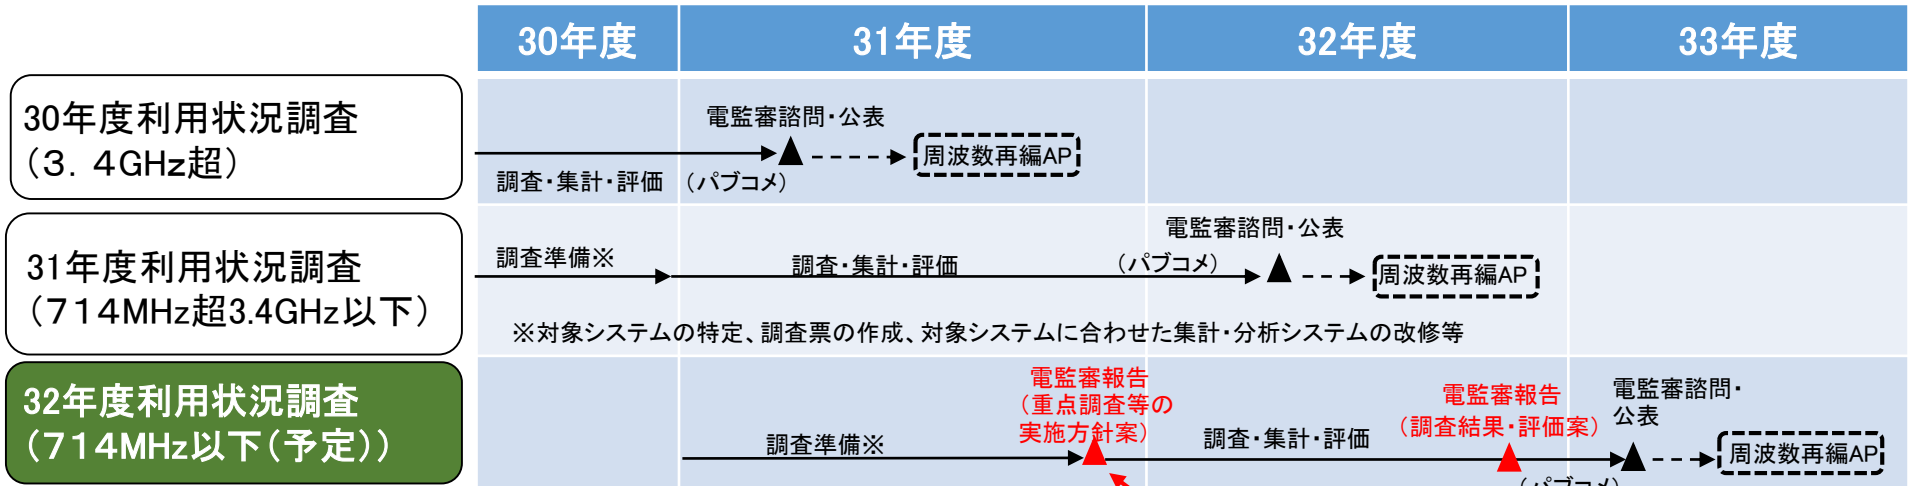 30年度 31年度 32年度 33年度
30年度利用状況調査
（３．４GHz超）
電監審諮問・公表
周波数再編AP
調査・集計・評価 （パブコメ）
31年度利用状況調査
（７１４MHz超3.4GHz以下）
電監審諮問・公表
調査準備※ 調査・集計・評価 （パブコメ）
周波数再編AP
※対象システムの特定、調査票の作成、対象システムに合わせた集計・分析システムの改修等
32年度利用状況調査
（７１４MHz以下（予定））
電監審報告
（重点調査等の
実施方針案）
調査準備※
調査・集計・評価
電監審報告
（調査結果・評価案）
電監審諮問・
公表
周波数再編AP
（パブコメ）